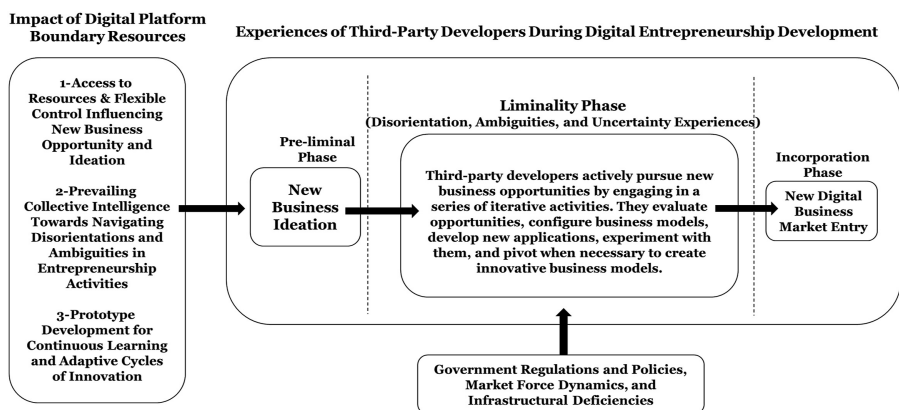 Impact of Digital Platform
Boundary Resources
1-Access to
Resources & Flexible
Control Influencing
New Business
Opportunity and
Ideation
2-Prevailing
Collective Intelligence
Towards Navigating
Disorientations and
Ambiguities in
Entrepreneurship
Activities
3-Prototype
Development for
Continuous Learning
and Adaptive Cycles
of Innovation
Experiences of Third-Party Developers During Digital Entrepreneurship Development
Pre-liminal
Phase
New
Business
Ideation
Liminality Phase
(Disorientation, Ambiguities, and Uncertainty Experiences)
Third-party developers actively pursue new
business opportunities by engaging in a
series of iterative activities. They evaluate
opportunities, configure business models,
develop new applications, experiment with
them, and pivot when necessary to create
innovative business models.
Incorporation
Phase
New Digital
Business
Market Entry
Government Regulations and Policies,
Market Force Dynamics, and
Infrastructural Deficiencies